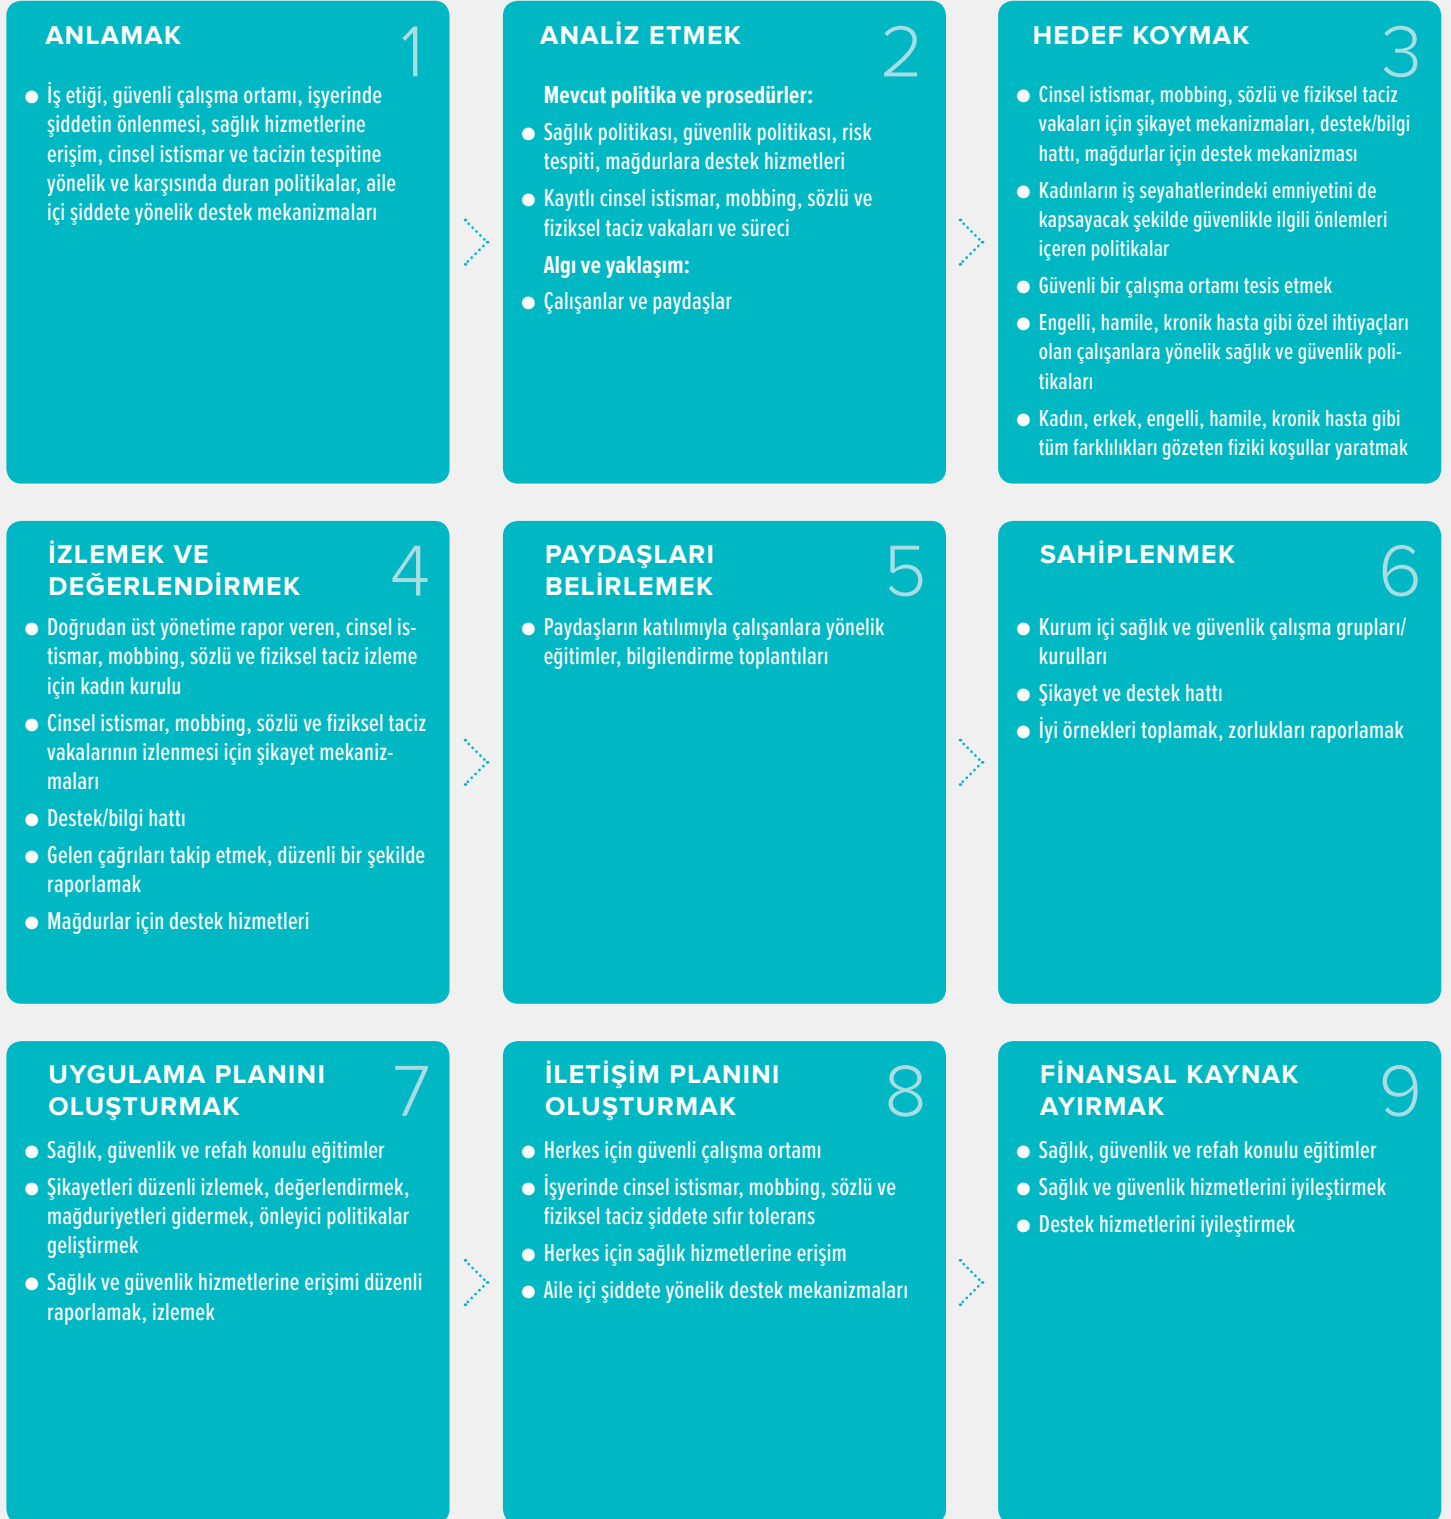 ANLAMAK
1
● İş etiği, güvenli çalışma ortamı, işyerinde
şiddetin önlenmesi, sağlık hizmetlerine
erişim, cinsel istismar ve tacizin tespitine
yönelik ve karşısında duran politikalar, aile
içi şiddete yönelik destek mekanizmaları
ANALİZ ETMEK
2
Mevcut politika ve prosedürler:
● Sağlık politikası, güvenlik politikası, risk
tespiti, mağdurlara destek hizmetleri
● Kayıtlı cinsel istismar, mobbing, sözlü ve
fiziksel taciz vakaları ve süreci
Algı ve yaklaşım:
● Çalışanlar ve paydaşlar
HEDEF KOYMAK
3
● Cinsel istismar, mobbing, sözlü ve fiziksel taciz
vakaları için şikayet mekanizmaları, destek/bilgi
hattı, mağdurlar için destek mekanizması
● Kadınların iş seyahatlerindeki emniyetini de
kapsayacak şekilde güvenlikle ilgili önlemleri
içeren politikalar
● Güvenli bir çalışma ortamı tesis etmek
● Engelli, hamile, kronik hasta gibi özel ihtiyaçları
olan çalışanlara yönelik sağlık ve güvenlik poli-
tikaları
● Kadın, erkek, engelli, hamile, kronik hasta gibi
tüm farklılıkları gözeten fiziki koşullar yaratmak
İZLEMEK VE
DEĞERLENDİRMEK
4
● Doğrudan üst yönetime rapor veren, cinsel is-
tismar, mobbing, sözlü ve fiziksel taciz izleme
için kadın kurulu
● Cinsel istismar, mobbing, sözlü ve fiziksel taciz
vakalarının izlenmesi için şikayet mekaniz-
maları
● Destek/bilgi hattı
● Gelen çağrıları takip etmek, düzenli bir şekilde
raporlamak
● Mağdurlar için destek hizmetleri
PAYDAŞLARI
BELİRLEMEK
5
● Paydaşların katılımıyla çalışanlara yönelik
eğitimler, bilgilendirme toplantıları
SAHİPLENMEK
6
● Kurum içi sağlık ve güvenlik çalışma grupları/
kurulları
● Şikayet ve destek hattı
● İyi örnekleri toplamak, zorlukları raporlamak
UYGULAMA PLANINI
OLUŞTURMAK
7
● Sağlık, güvenlik ve refah konulu eğitimler
● Şikayetleri düzenli izlemek, değerlendirmek,
mağduriyetleri gidermek, önleyici politikalar
geliştirmek
● Sağlık ve güvenlik hizmetlerine erişimi düzenli
raporlamak, izlemek
İLETİŞİM PLANINI
OLUŞTURMAK
8
● Herkes için güvenli çalışma ortamı
● İşyerinde cinsel istismar, mobbing, sözlü ve
fiziksel taciz şiddete sıfır tolerans
● Herkes için sağlık hizmetlerine erişim
● Aile içi şiddete yönelik destek mekanizmaları
FİNANSAL KAYNAK
AYIRMAK
9
● Sağlık, güvenlik ve refah konulu eğitimler
● Sağlık ve güvenlik hizmetlerini iyileştirmek
● Destek hizmetlerini iyileştirmek